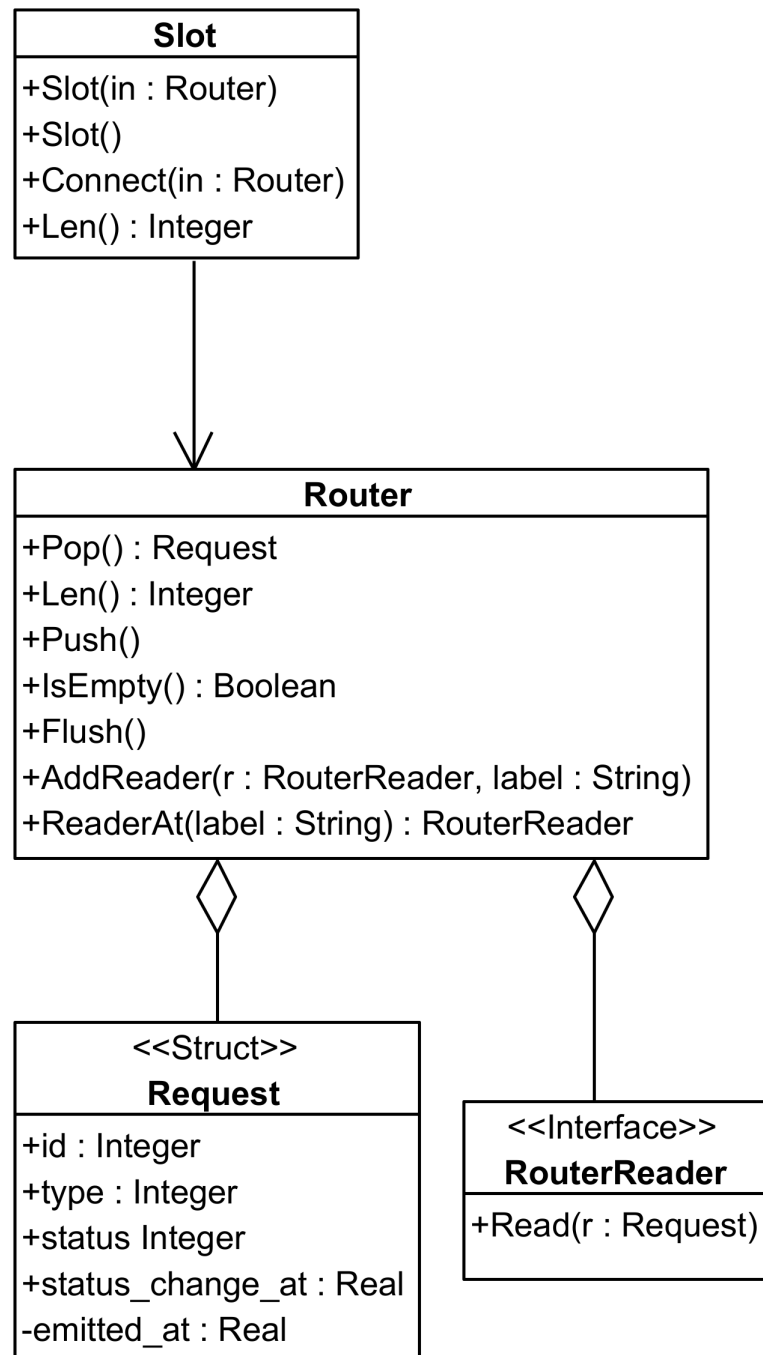 Slot
+Slot(in : Router)
+Slot()
+Connect(in : Router)
+Len() : Integer
Router
+Pop() : Request
+Len() : Integer
+Push()
+IsEmpty() : Boolean
+Flush()
+AddReader(r : RouterReader, label : String)
+ReaderAt(label : String) : RouterReader
<<Struct>>
Request
+id : Integer
+type : Integer
+status Integer
+status_change_at : Real
-emitted_at : Real
<<Interface>>
RouterReader
+Read(r : Request)